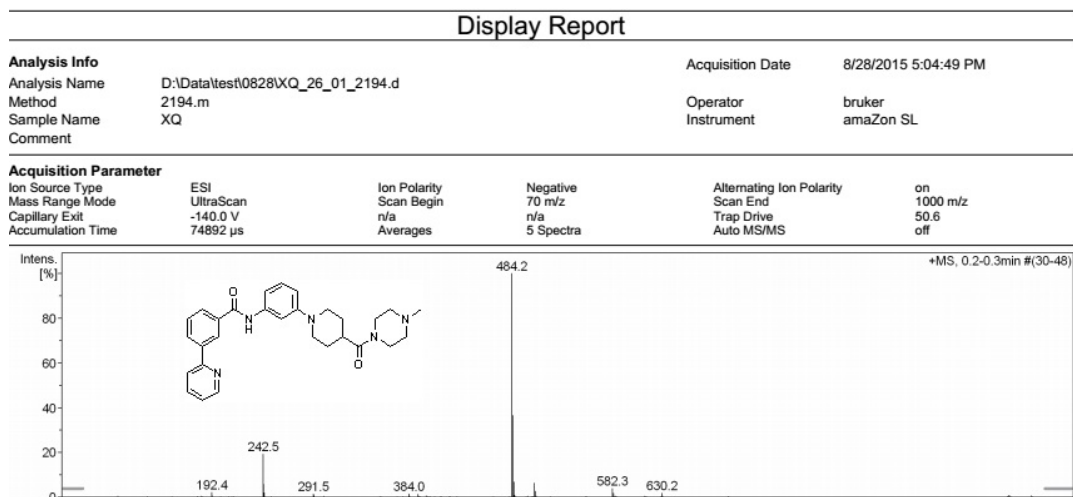 Display Report
Analysis Info Acquisition Date 8/28/2015 5:04:49 PM
Analysis Name D:\Data\test\0828\XQ_26_01_2194.d
Method 2194.m Operator bruker
Sample Name XQ Instrument amaZon SL
Comment
Acquisition Parameter
Ion Source Type ESI Ion Polarity Negative Alternating Ion Polarity on
Mass Range Mode UltraScan Scan Begin 70 m/z Scan End 1000 m/z
Capillary Exit -140.0 V n/a n/a Trap Drive 50.6
Accumulation Time 74892 µs Averages 5 Spectra Auto MS/MS off
Intens. [%]
+MS, 0.2-0.3min #(30-48)
484.2
80
60
40
20
0
O
N
H
N
N
N
N
O
242.5
192.4 291.5 384.0 582.3 630.2